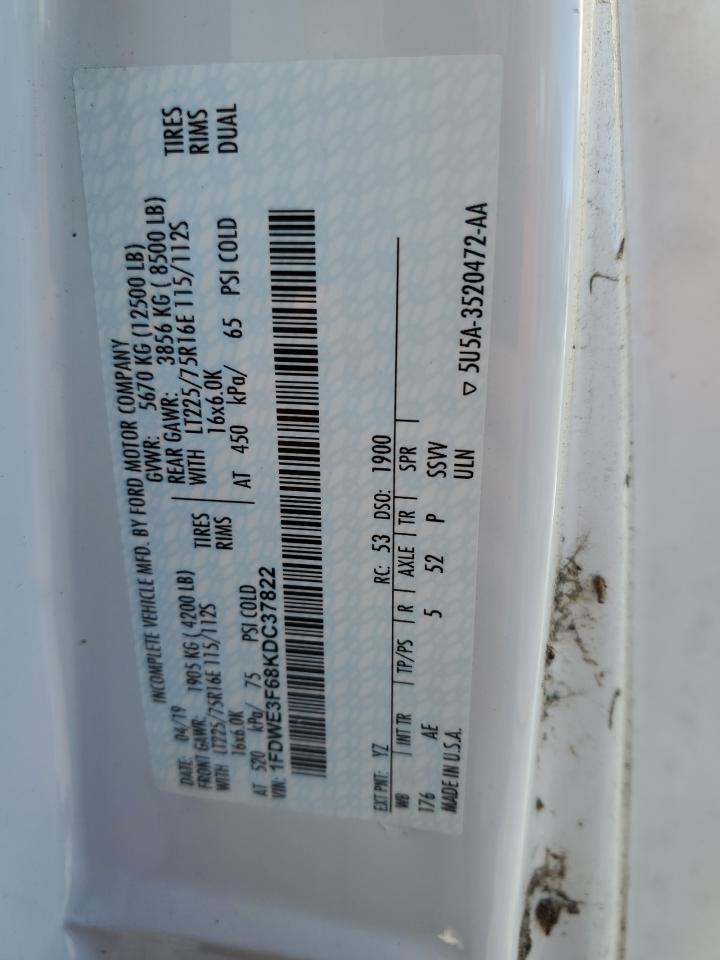 INCOMPLETE VEHICLE MFD. BY FORD MOTOR COMPANY
DATE: 04/19 GVWR: 5670 KG (12500 LB)
FRONT GAWR: 1905 KG ( 4200 LB) REAR GAWR: 3856 KG ( 8500 LB)
WITH LT225/75R16E 115/112S TIRES WITH LT225/75R16E 115/112S TIRES
16x6.0K RIMS 16x6.0K RIMS
AT 520 kPa/ 75 PSI COLD AT 450 kPa/ 65 PSI COLD DUAL
VIN: 1FDWE3F68KDC37822
EXT PNT: YZ RC: 53 DSO: 1900
WB INT TR TP/PS R AXLE TR SPR
176 AE 5 52 P SSVV
MADE IN U.S.A. ULN
▽ 5U5A-3520472-AA